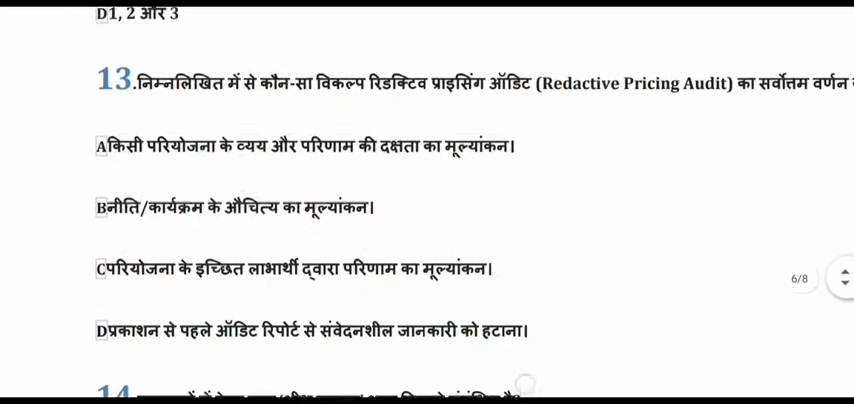 D1, 2 और 3
13.निम्नलिखित में से कौन-सा विकल्प रिडक्टिव प्राइसिंग ऑडिट (Redactive Pricing Audit) का सर्वोत्तम वर्णन
Aकिसी परियोजना के व्यय और परिणाम की दक्षता का मूल्यांकन।
Bनीति/कार्यक्रम के औचित्य का मूल्यांकन।
Cपरियोजना के इच्छित लाभार्थी द्वारा परिणाम का मूल्यांकन।
6/8
Dप्रकाशन से पहले ऑडिट रिपोर्ट से संवेदनशील जानकारी को हटाना।
14